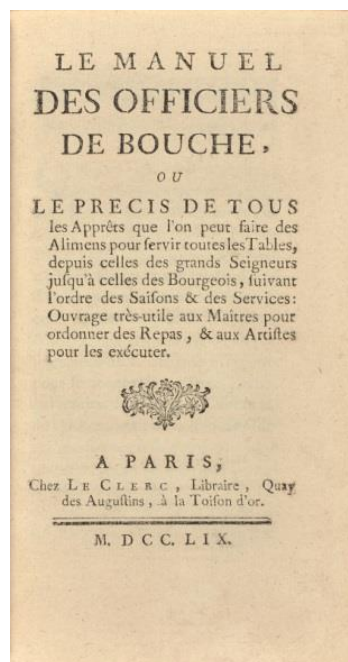 LE MANUEL
DES OFFICIERS
DE BOUCHE,
OU
LE PRECIS DE TOUS
les Apprêts que l'on peut faire des
Alimens pour ſervir toutes les Tables,
depuis celles des grands Seigneurs
juſqu'à celles des Bourgeois, ſuivant
l'ordre des Saiſons & des Services:
Ouvrage très-utile aux Maîtres pour
ordonner des Repas, & aux Artiſtes
pour les exécuter.
A PARIS,
Chez LE CLERC, Libraire, Quay
des Auguſtins, à la Toiſon d'or.
M. DCC. LIX.